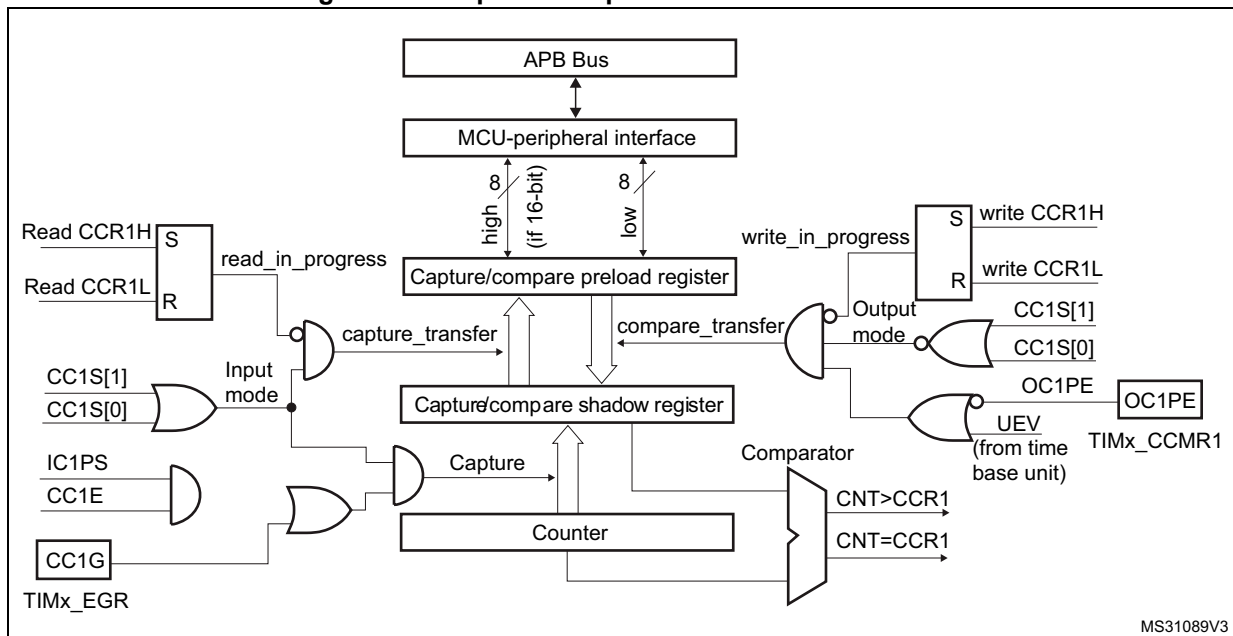 APB Bus
MCU-peripheral interface
8
high
(if 16-bit)
8
low
Read CCR1H
S
read_in_progress
Read CCR1L
R
write_in_progress
S
write CCR1H
R
write CCR1L
Capture/compare preload register
capture_transfer
compare_transfer
Output
mode
CC1S[1]
CC1S[0]
CC1S[1]
CC1S[0]
Input
mode
Capture/compare shadow register
OC1PE
OC1PE
UEV
(from time
base unit)
TIMx_CCMR1
IC1PS
CC1E
Capture
Comparator
CNT>CCR1
CNT=CCR1
Counter
CC1G
TIMx_EGR
MS31089V3